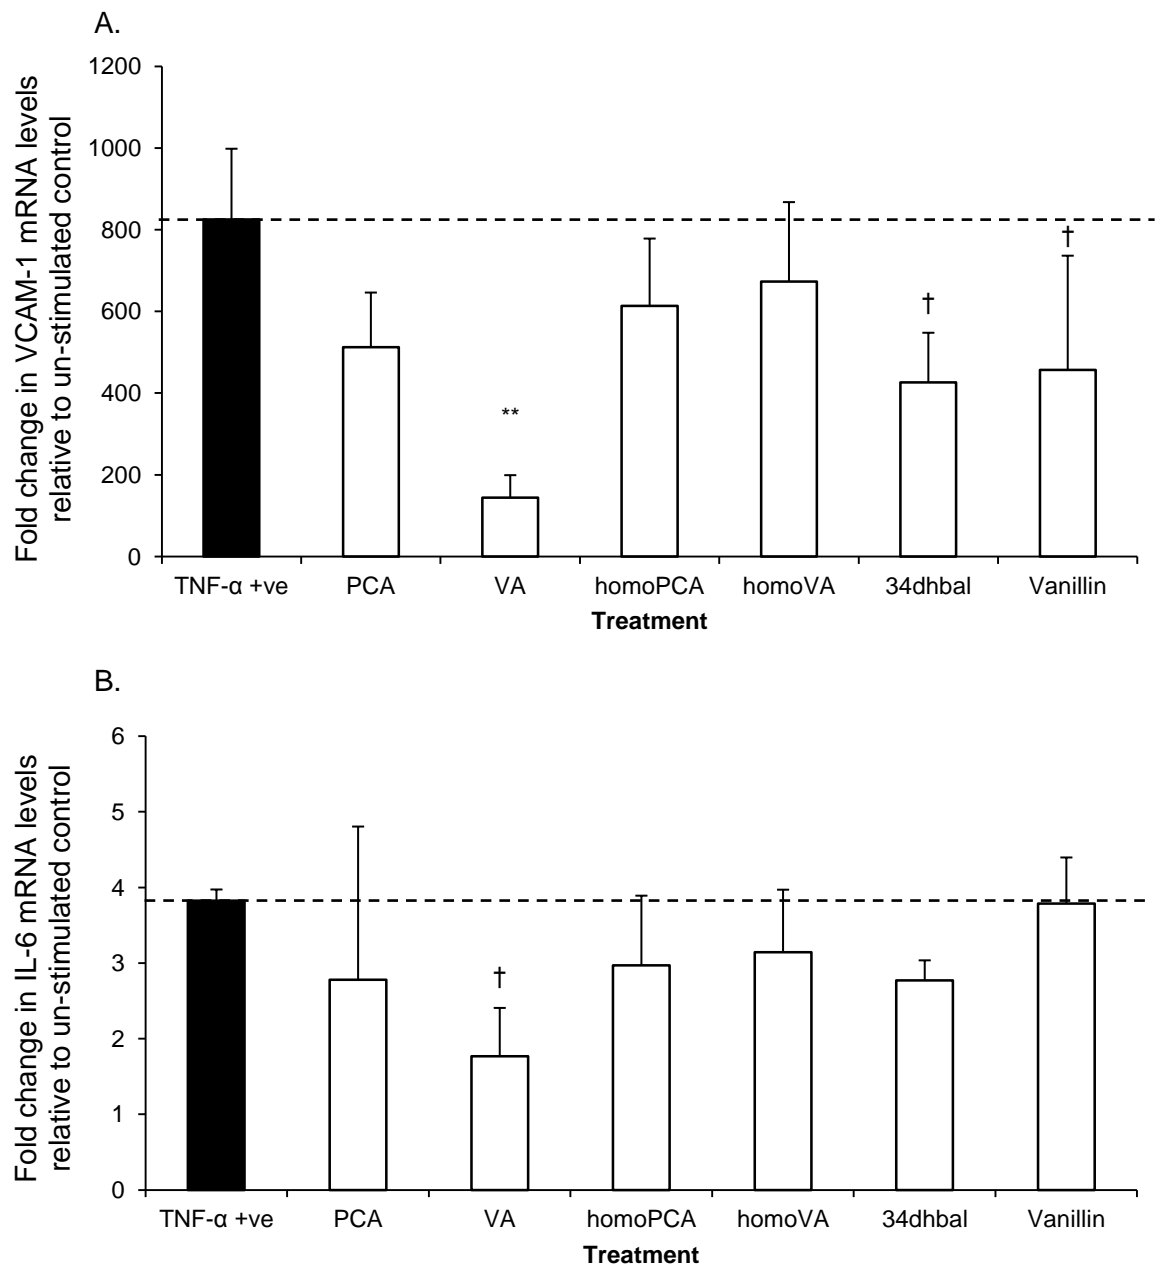 A.
Fold change in VCAM-1 mRNA levels
relative to un-stimulated control
1200
1000
800
600
400
200
0
**
†
†
TNF-α +ve PCA VA homoPCA homoVA 34dhbal Vanillin
Treatment
B.
Fold change in IL-6 mRNA levels
relative to un-stimulated control
6
5
4
3
2
1
0
†
TNF-α +ve PCA VA homoPCA homoVA 34dhbal Vanillin
Treatment